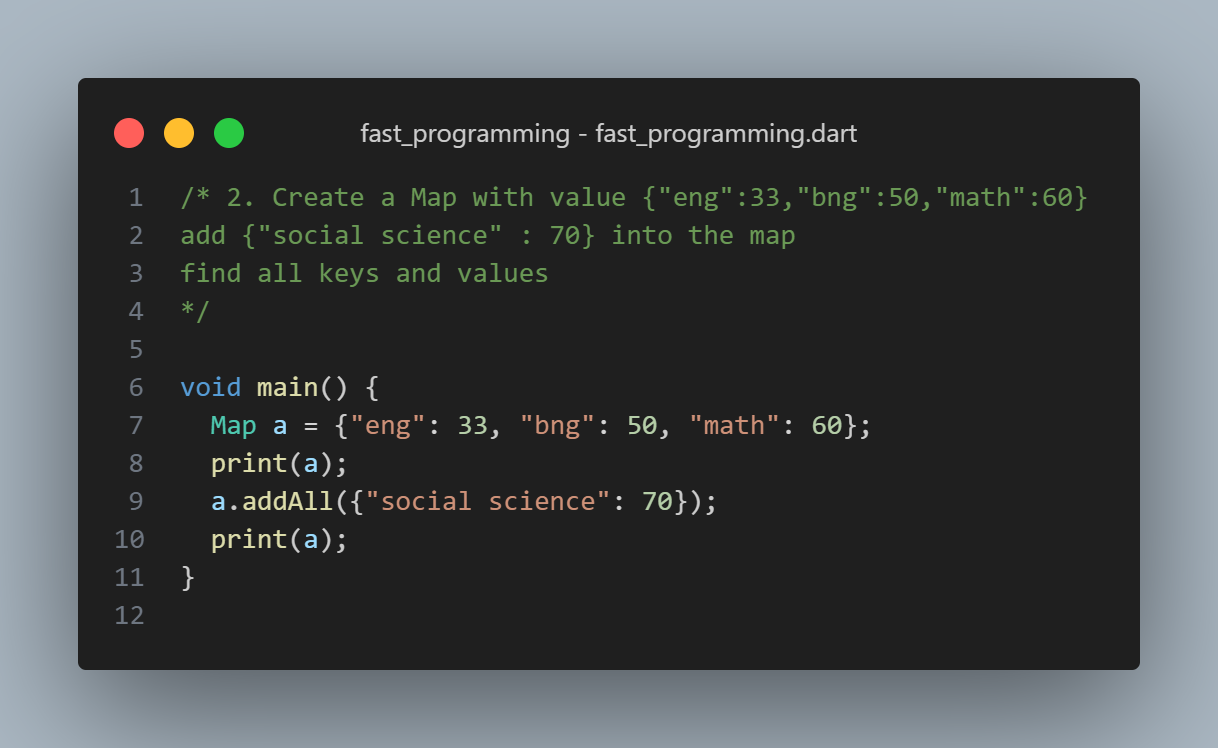 fast_programming - fast_programming.dart
1 /* 2. Create a Map with value {"eng":33,"bng":50,"math":60}
2 add {"social science" : 70} into the map
3 find all keys and values
4 */
5
6 void main() {
7   Map a = {"eng": 33, "bng": 50, "math": 60};
8   print(a);
9   a.addAll({"social science": 70});
10   print(a);
11 }
12